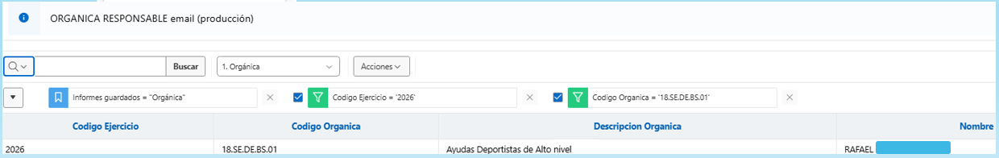 ORGANICA RESPONSABLE email (producción)
Buscar 1. Orgánica Acciones
Informes guardados = "Orgánica" Codigo Ejercicio = '2026' Codigo Organica = '18.SE.DE.BS.01'
Codigo Ejercicio Codigo Organica Descripcion Organica Nombre
2026 18.SE.DE.BS.01 Ayudas Deportistas de Alto nivel RAFAEL